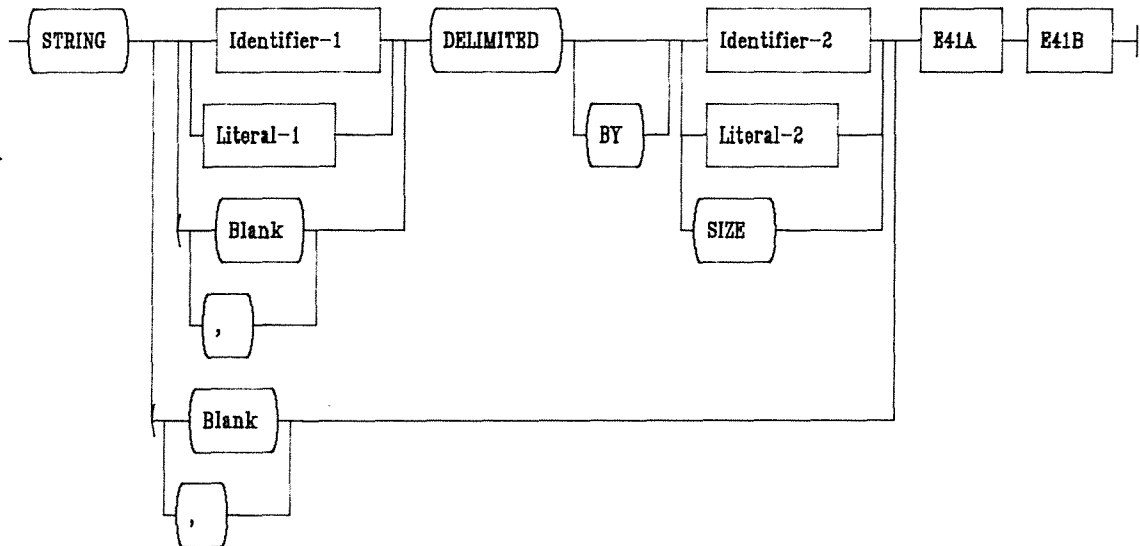 STRING Identifier-1 DELIMITED Identifier-2 E41A E41B
Literal-1 BY Literal-2
Blank SIZE
,
Blank
,